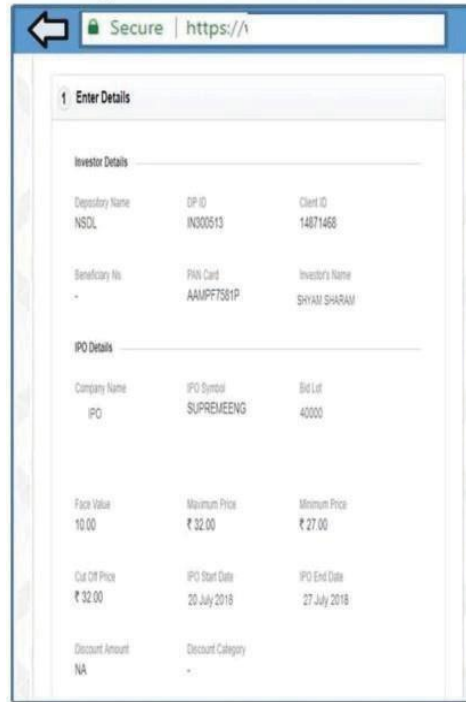 Secure | https://
1 Enter Details
Investor Details
Depository Name DP ID Client ID
NSDL IN300513 14871468
Beneficiary No PAN Card Investor's Name
- AAMPF7581P SHYAM SHARAM
IPO Details
Company Name IPO Symbol Bid Lot
IPO SUPREMEENG 40000
Face Value Maximum Price Minimum Price
10.00 ₹ 32.00 ₹ 27.00
Cut Off Price IPO Start Date IPO End Date
₹ 32.00 20 July 2018 27 July 2018
Discount Amount Discount Category
NA -